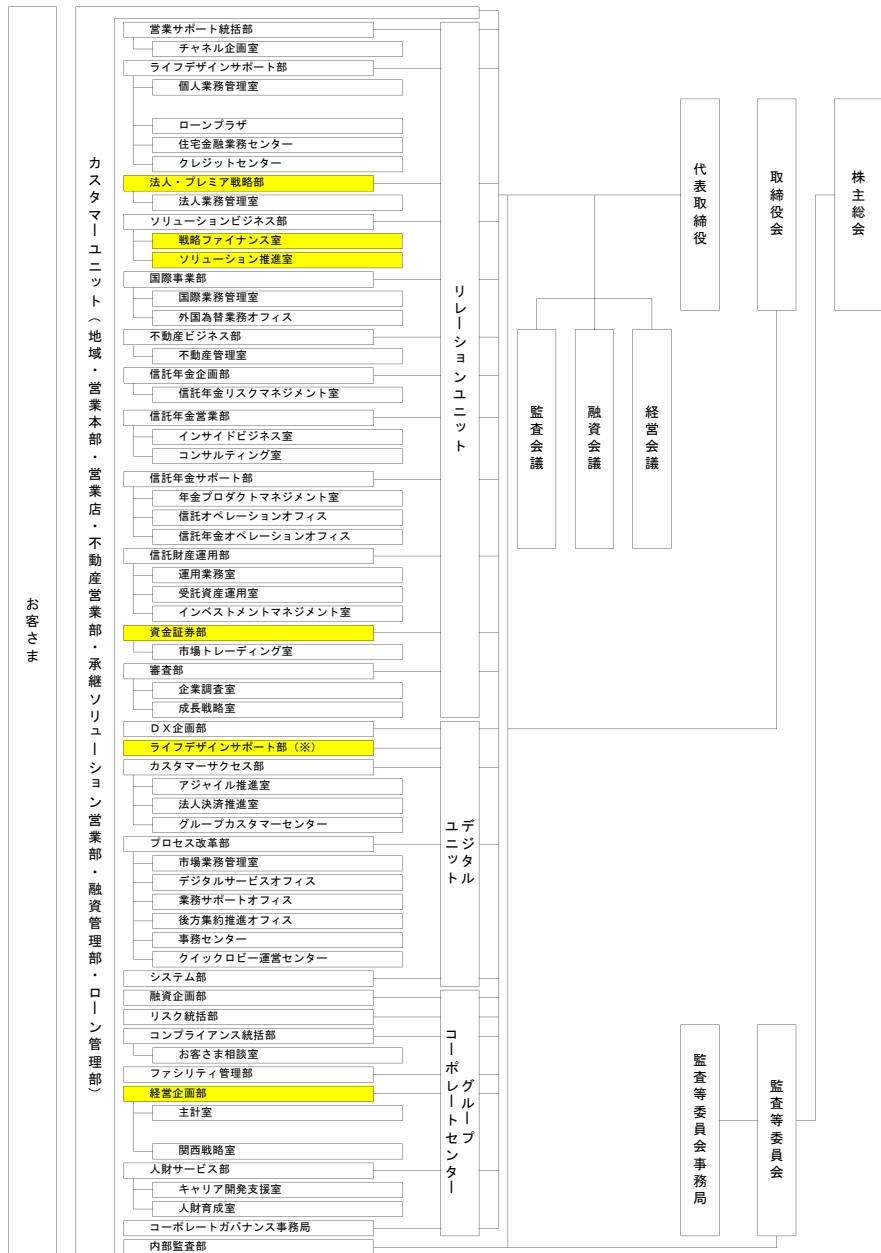 お客さま
カスタマーユニット（地域・営業本部・営業店・不動産営業部・承継ソリューション営業部・融資管理部・ローン管理部）
営業サポート統括部
チャネル企画室
ライフデザインサポート部
個人業務管理室
ローンプラザ
住宅金融業務センター
クレジットセンター
法人・プレミア戦略部
法人業務管理室
ソリューションビジネス部
戦略ファイナンス室
ソリューション推進室
国際事業部
国際業務管理室
外国為替業務オフィス
不動産ビジネス部
不動産管理室
信託年金企画部
信託年金リスクマネジメント室
信託年金営業部
インサイドビジネス室
コンサルティング室
信託年金サポート部
年金プロダクトマネジメント室
信託オペレーションオフィス
信託年金オペレーションオフィス
信託財産運用部
運用業務室
受託資産運用室
インベストメントマネジメント室
資金証券部
市場トレーディング室
審査部
企業調査室
成長戦略室
ＤＸ企画部
ライフデザインサポート部（※）
カスタマーサクセス部
アジャイル推進室
法人決済推進室
グループカスタマーセンター
プロセス改革部
市場業務管理室
デジタルサービスオフィス
業務サポートオフィス
後方集約推進オフィス
事務センター
クイックロビー運営センター
システム部
融資企画部
リスク統括部
コンプライアンス統括部
お客さま相談室
ファシリティ管理部
経営企画部
主計室
関西戦略室
人財サービス部
キャリア開発支援室
人財育成室
コーポレートガバナンス事務局
内部監査部
リレーションユニット
デジタル
ユニット
グループ
コーポレートセンター
監査会議
融資会議
経営会議
代表取締役
取締役会
株主総会
監査等委員会事務局
監査等委員会